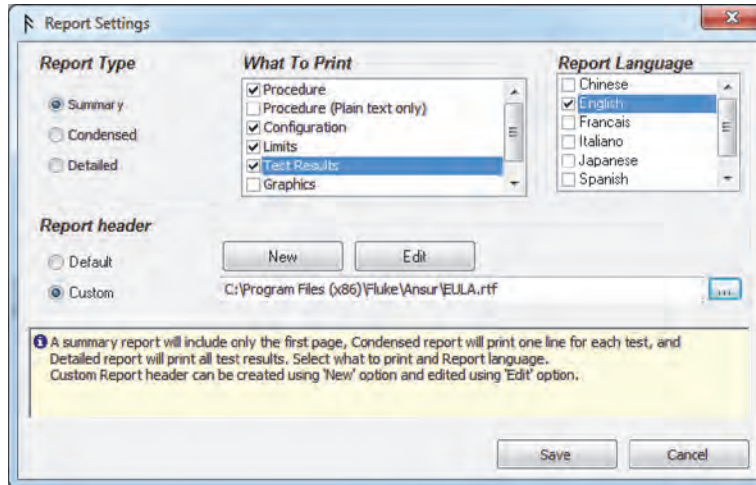 Report Settings
Report Type
Summary
Condensed
Detailed
What To Print
Procedure
Procedure (Plain text only)
Configuration
Limits
Test Results
Graphics
Report Language
Chinese
English
Francais
Italiano
Japanese
Spanish
Report header
Default
Custom
New
Edit
C:\Program Files (x86)\Fluke\Ansur\EULA.rtf
...
A summary report will include only the first page, Condensed report will print one line for each test, and
Detailed report will print all test results. Select what to print and Report language.
Custom Report header can be created using 'New' option and edited using 'Edit' option.
Save
Cancel